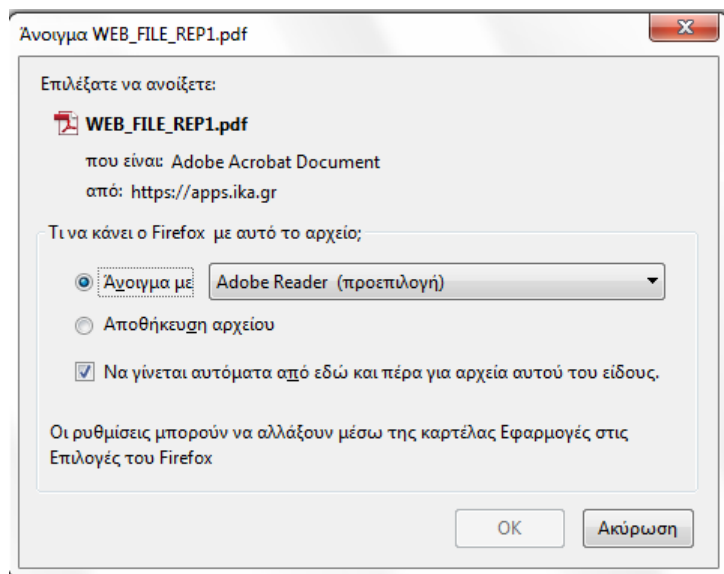 Άνοιγμα WEB_FILE_REP1.pdf
Επιλέξατε να ανοίξετε:
WEB_FILE_REP1.pdf
που είναι: Adobe Acrobat Document
από: https://apps.ika.gr
Τι να κάνει ο Firefox με αυτό το αρχείο;
Άνοιγμα με Adobe Reader (προεπιλογή)
Αποθήκευση αρχείου
Να γίνεται αυτόματα από εδώ και πέρα για αρχεία αυτού του είδους.
Οι ρυθμίσεις μπορούν να αλλάξουν μέσω της καρτέλας Εφαρμογές στις
Επιλογές του Firefox
OK Ακύρωση